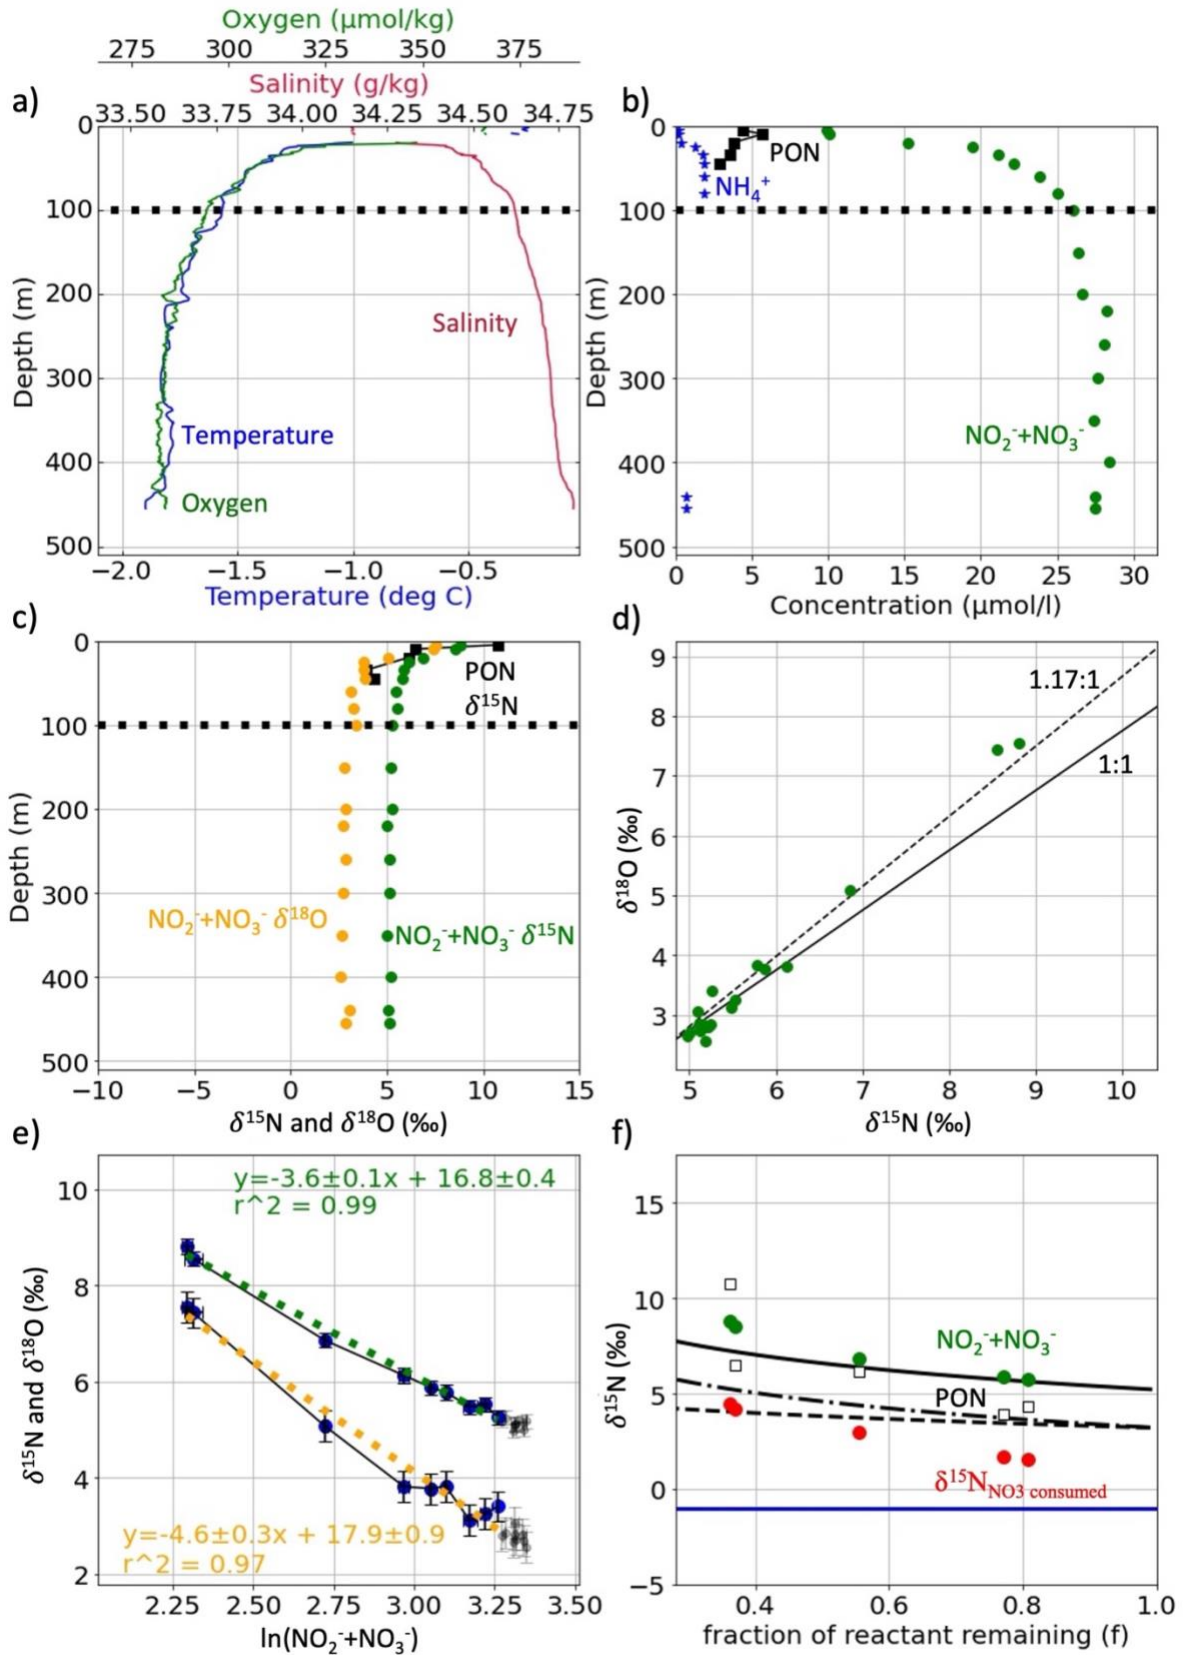 Oxygen (μmol/kg)
275 300 325 350 375
Salinity (g/kg)
a)
33.50 33.75 34.00 34.25 34.50 34.75
0
100
200
300
400
500
Depth (m)
Salinity
Temperature
Oxygen
−2.0 −1.5 −1.0 −0.5
Temperature (deg C)
b)
0
100
200
300
400
500
Depth (m)
PON
NH₄⁺
NO₂⁻+NO₃⁻
0 5 10 15 20 25 30
Concentration (μmol/l)
c)
0
100
200
300
400
500
Depth (m)
PON
δ¹⁵N
NO₂⁻+NO₃⁻ δ¹⁸O
NO₂⁻+NO₃⁻ δ¹⁵N
−10 −5 0 5 10 15
δ¹⁵N and δ¹⁸O (‰)
d)
9
8
7
6
5
4
3
δ¹⁸O (‰)
1.17:1
1:1
5 6 7 8 9 10
δ¹⁵N (‰)
e)
10
8
6
4
2
δ¹⁵N and δ¹⁸O (‰)
y=-3.6±0.1x + 16.8±0.4
r^2 = 0.99
y=-4.6±0.3x + 17.9±0.9
r^2 = 0.97
2.25 2.50 2.75 3.00 3.25 3.50
ln(NO₂⁻+NO₃⁻)
f)
15
10
5
0
−5
δ¹⁵N (‰)
NO₂⁻+NO₃⁻
PON
δ¹⁵N_NO3 consumed
0.4 0.6 0.8 1.0
fraction of reactant remaining (f)